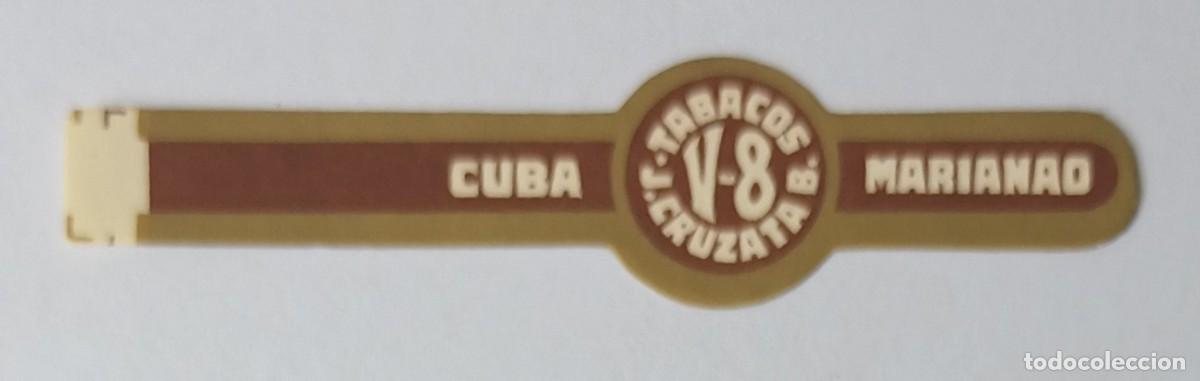 CUBA
TABACOS
V-8
J. CRUZATA B.
MARIANAO
todocoleccion